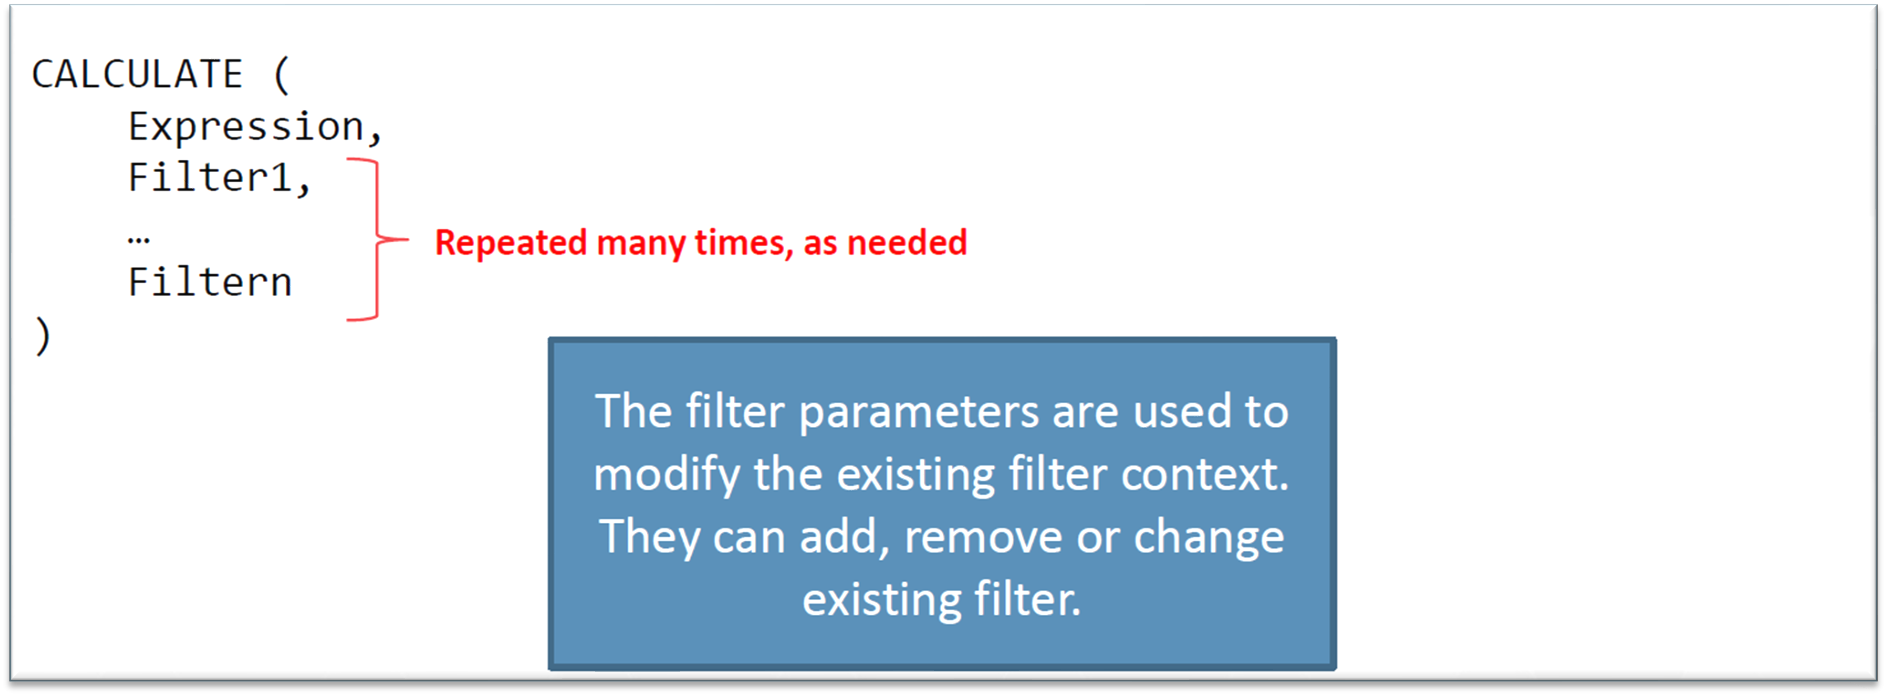 CALCULATE (
Expression,
Filter1,
…
Filtern
)
Repeated many times, as needed
The filter parameters are used to
modify the existing filter context.
They can add, remove or change
existing filter.